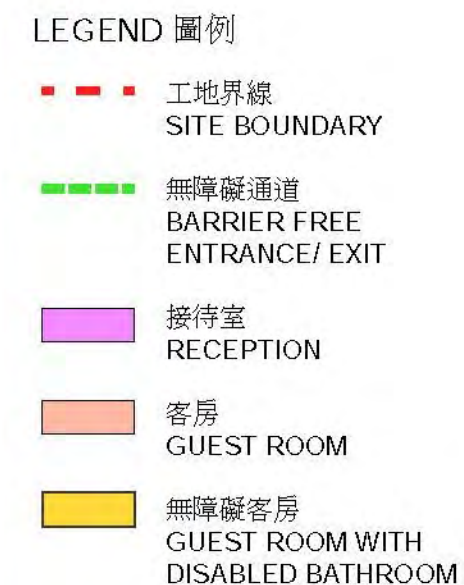 LEGEND 圖例
工地界線
SITE BOUNDARY
無障礙通道
BARRIER FREE
ENTRANCE/ EXIT
接待室
RECEPTION
客房
GUEST ROOM
無障礙客房
GUEST ROOM WITH
DISABLED BATHROOM